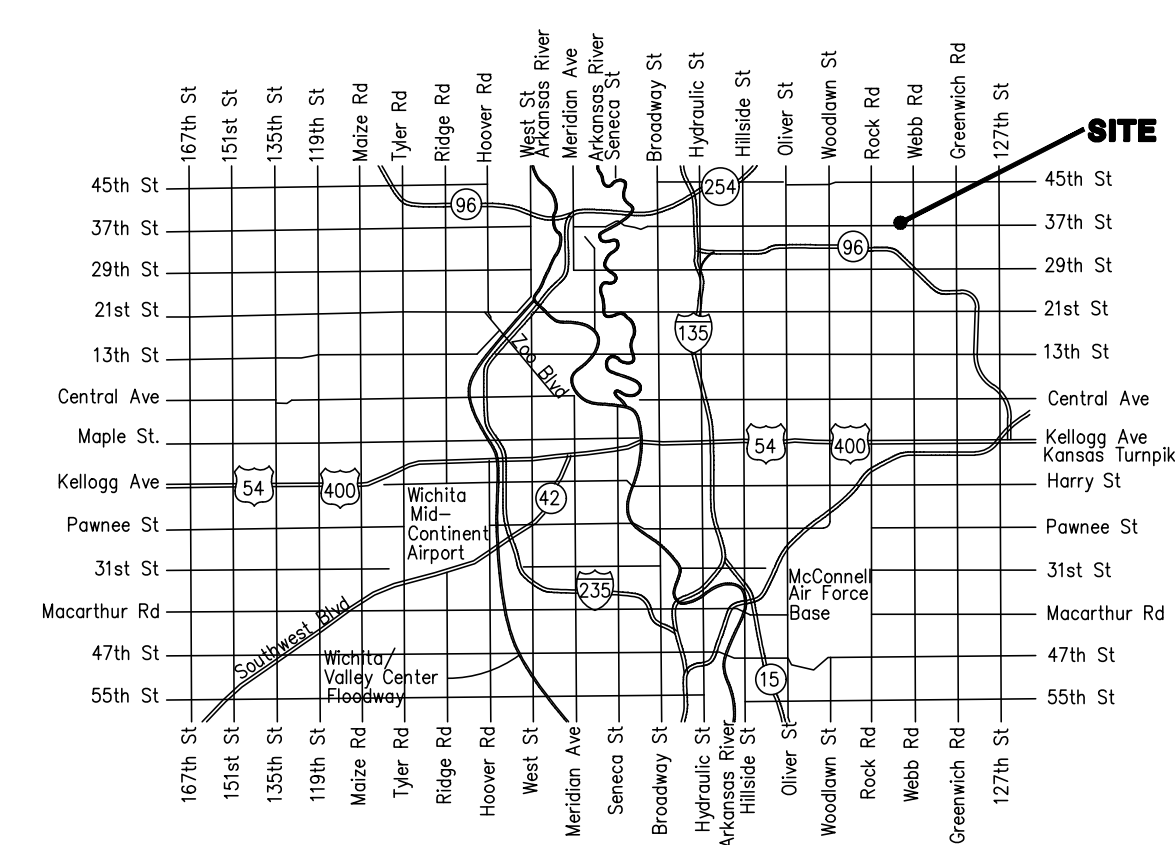 167th St
151st St
135th St
119th St
Maize Rd
Tyler Rd
Ridge Rd
Hoover Rd
West St
Arkansas River
Meridian Ave
Arkansas River
Seneca St
Broadway St
Hydraulic St
Hillside St
Oliver St
Woodlawn St
Rock Rd
Webb Rd
Greenwich Rd
127th St
SITE
45th St
37th St
29th St
21st St
13th St
Central Ave
Maple St.
Kellogg Ave
Pawnee St
31st St
Macarthur Rd
47th St
55th St
96
254
96
135
Zoo Blvd
54
400
54
400
42
Wichita
Mid–
Continent
Airport
235
McConnell
Air Force
Base
Southwest Blvd
Wichita/
Valley Center
Floodway
15
45th St
37th St
29th St
21st St
13th St
Central Ave
Kellogg Ave
Kansas Turnpik
Harry St
Pawnee St
31st St
Macarthur Rd
47th St
55th St
167th St
151st St
135th St
119th St
Maize Rd
Tyler Rd
Ridge Rd
Hoover Rd
West St
Meridian Ave
Seneca St
Broadway St
Hydraulic St
Arkansas River
Hillside St
Oliver St
Woodlawn St
Rock Rd
Webb Rd
Greenwich Rd
127th St